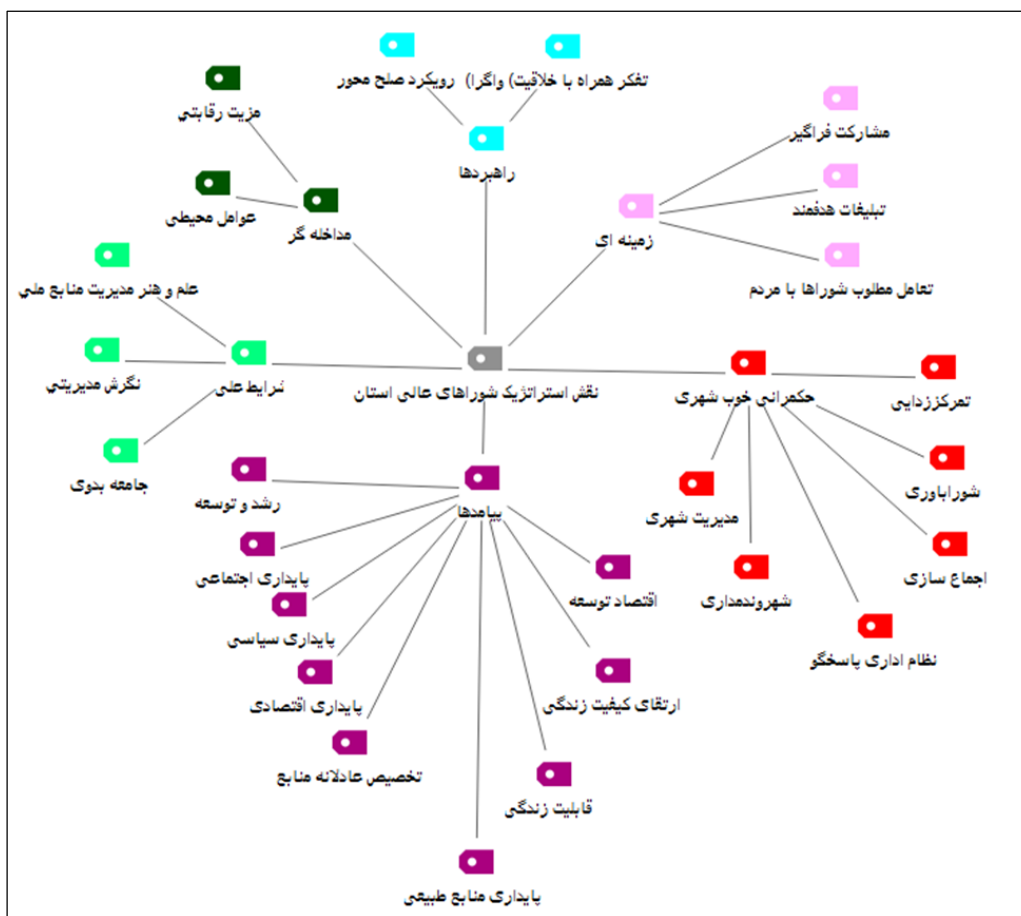 تفکر همراه با خلاقیت) واگرا)
رویکرد صلح محور
مزیت رقابتي
مشارکت فراگیر
راهبردها
عوامل محیطی
تبلیغات هدفمند
مداخله گر
زمینه ای
علم و هنر مدیریت منابع ملي
تعامل مطلوب شوراها با مردم
نگرش مدیریتي
شرایط علی
نقش استراتژیک شوراهای عالی استان
حکمرانی خوب شهری
تمرکززدایی
جامعه بدوی
رشد و توسعه
پیامدها
مدیریت شهری
شوراباوری
پایداری اجتماعی
اقتصاد توسعه
شهروندمداری
اجماع سازی
پایداری سیاسی
نظام اداری پاسخگو
پایداری اقتصادی
ارتقای کیفیت زندگی
تخصیص عادلانه منابع
قابلیت زندگی
پایداری منابع طبیعی